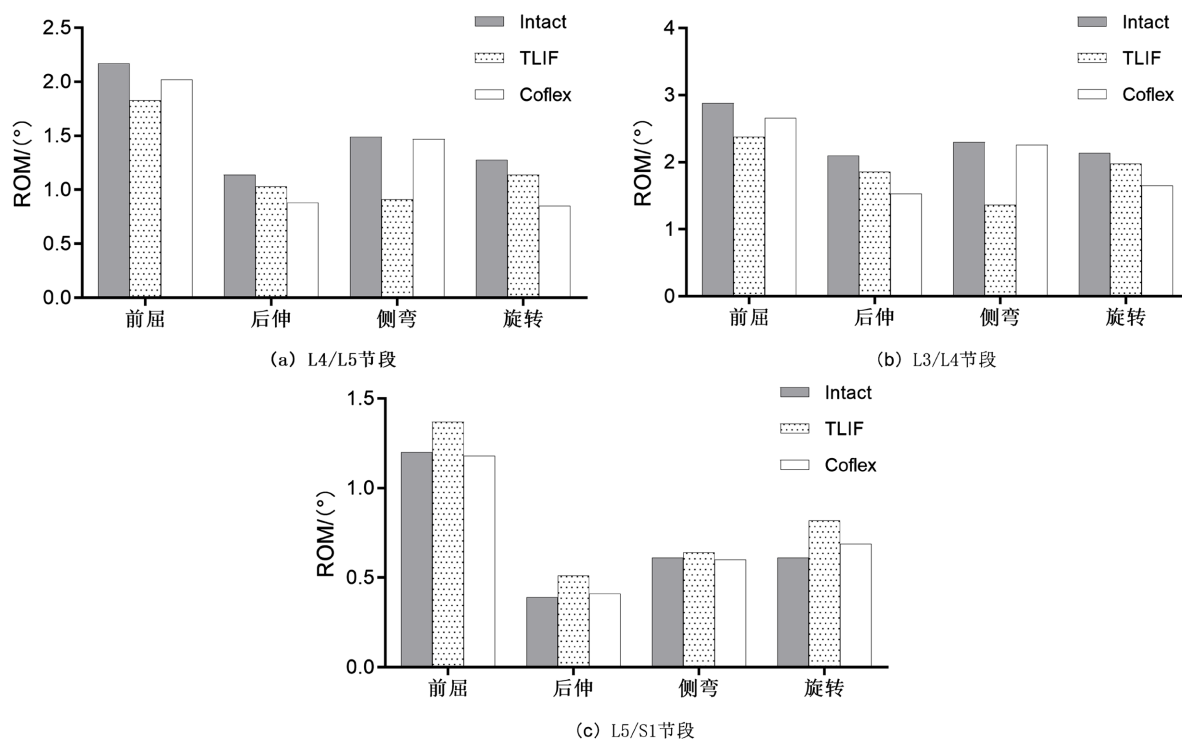 2.5
2.0
1.5
1.0
0.5
0.0
ROM/(°)
Intact
TLIF
Coflex
前屈 后伸 侧弯 旋转
(a) L4/L5节段
4
3
2
1
0
ROM/(°)
Intact
TLIF
Coflex
前屈 后伸 侧弯 旋转
(b) L3/L4节段
1.5
1.0
0.5
0.0
ROM/(°)
Intact
TLIF
Coflex
前屈 后伸 侧弯 旋转
(c) L5/S1节段